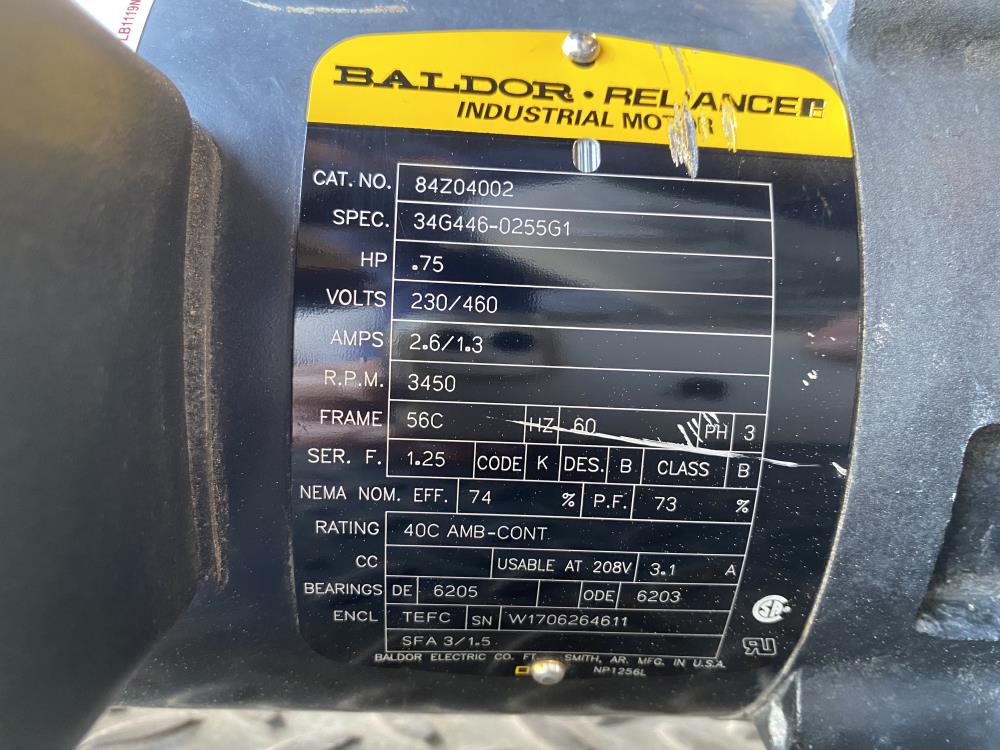 LB1119N
BALDOR • RELIANCE
INDUSTRIAL MOTOR
CAT. NO. 84Z04002
SPEC. 34G446-0255G1
HP .75
VOLTS 230/460
AMPS 2.6/1.3
R.P.M. 3450
FRAME 56C HZ 60 PH 3
SER. F. 1.25 CODE K DES. B CLASS B
NEMA NOM. EFF. 74 % P.F. 73 %
RATING 40C AMB-CONT
CC USABLE AT 208V 3.1 A
BEARINGS DE 6205 ODE 6203
ENCL TEFC SN W1706264611
SFA 3/1.5
BALDOR ELECTRIC CO. FT. SMITH, AR. MFG. IN U.S.A.
NP1256L